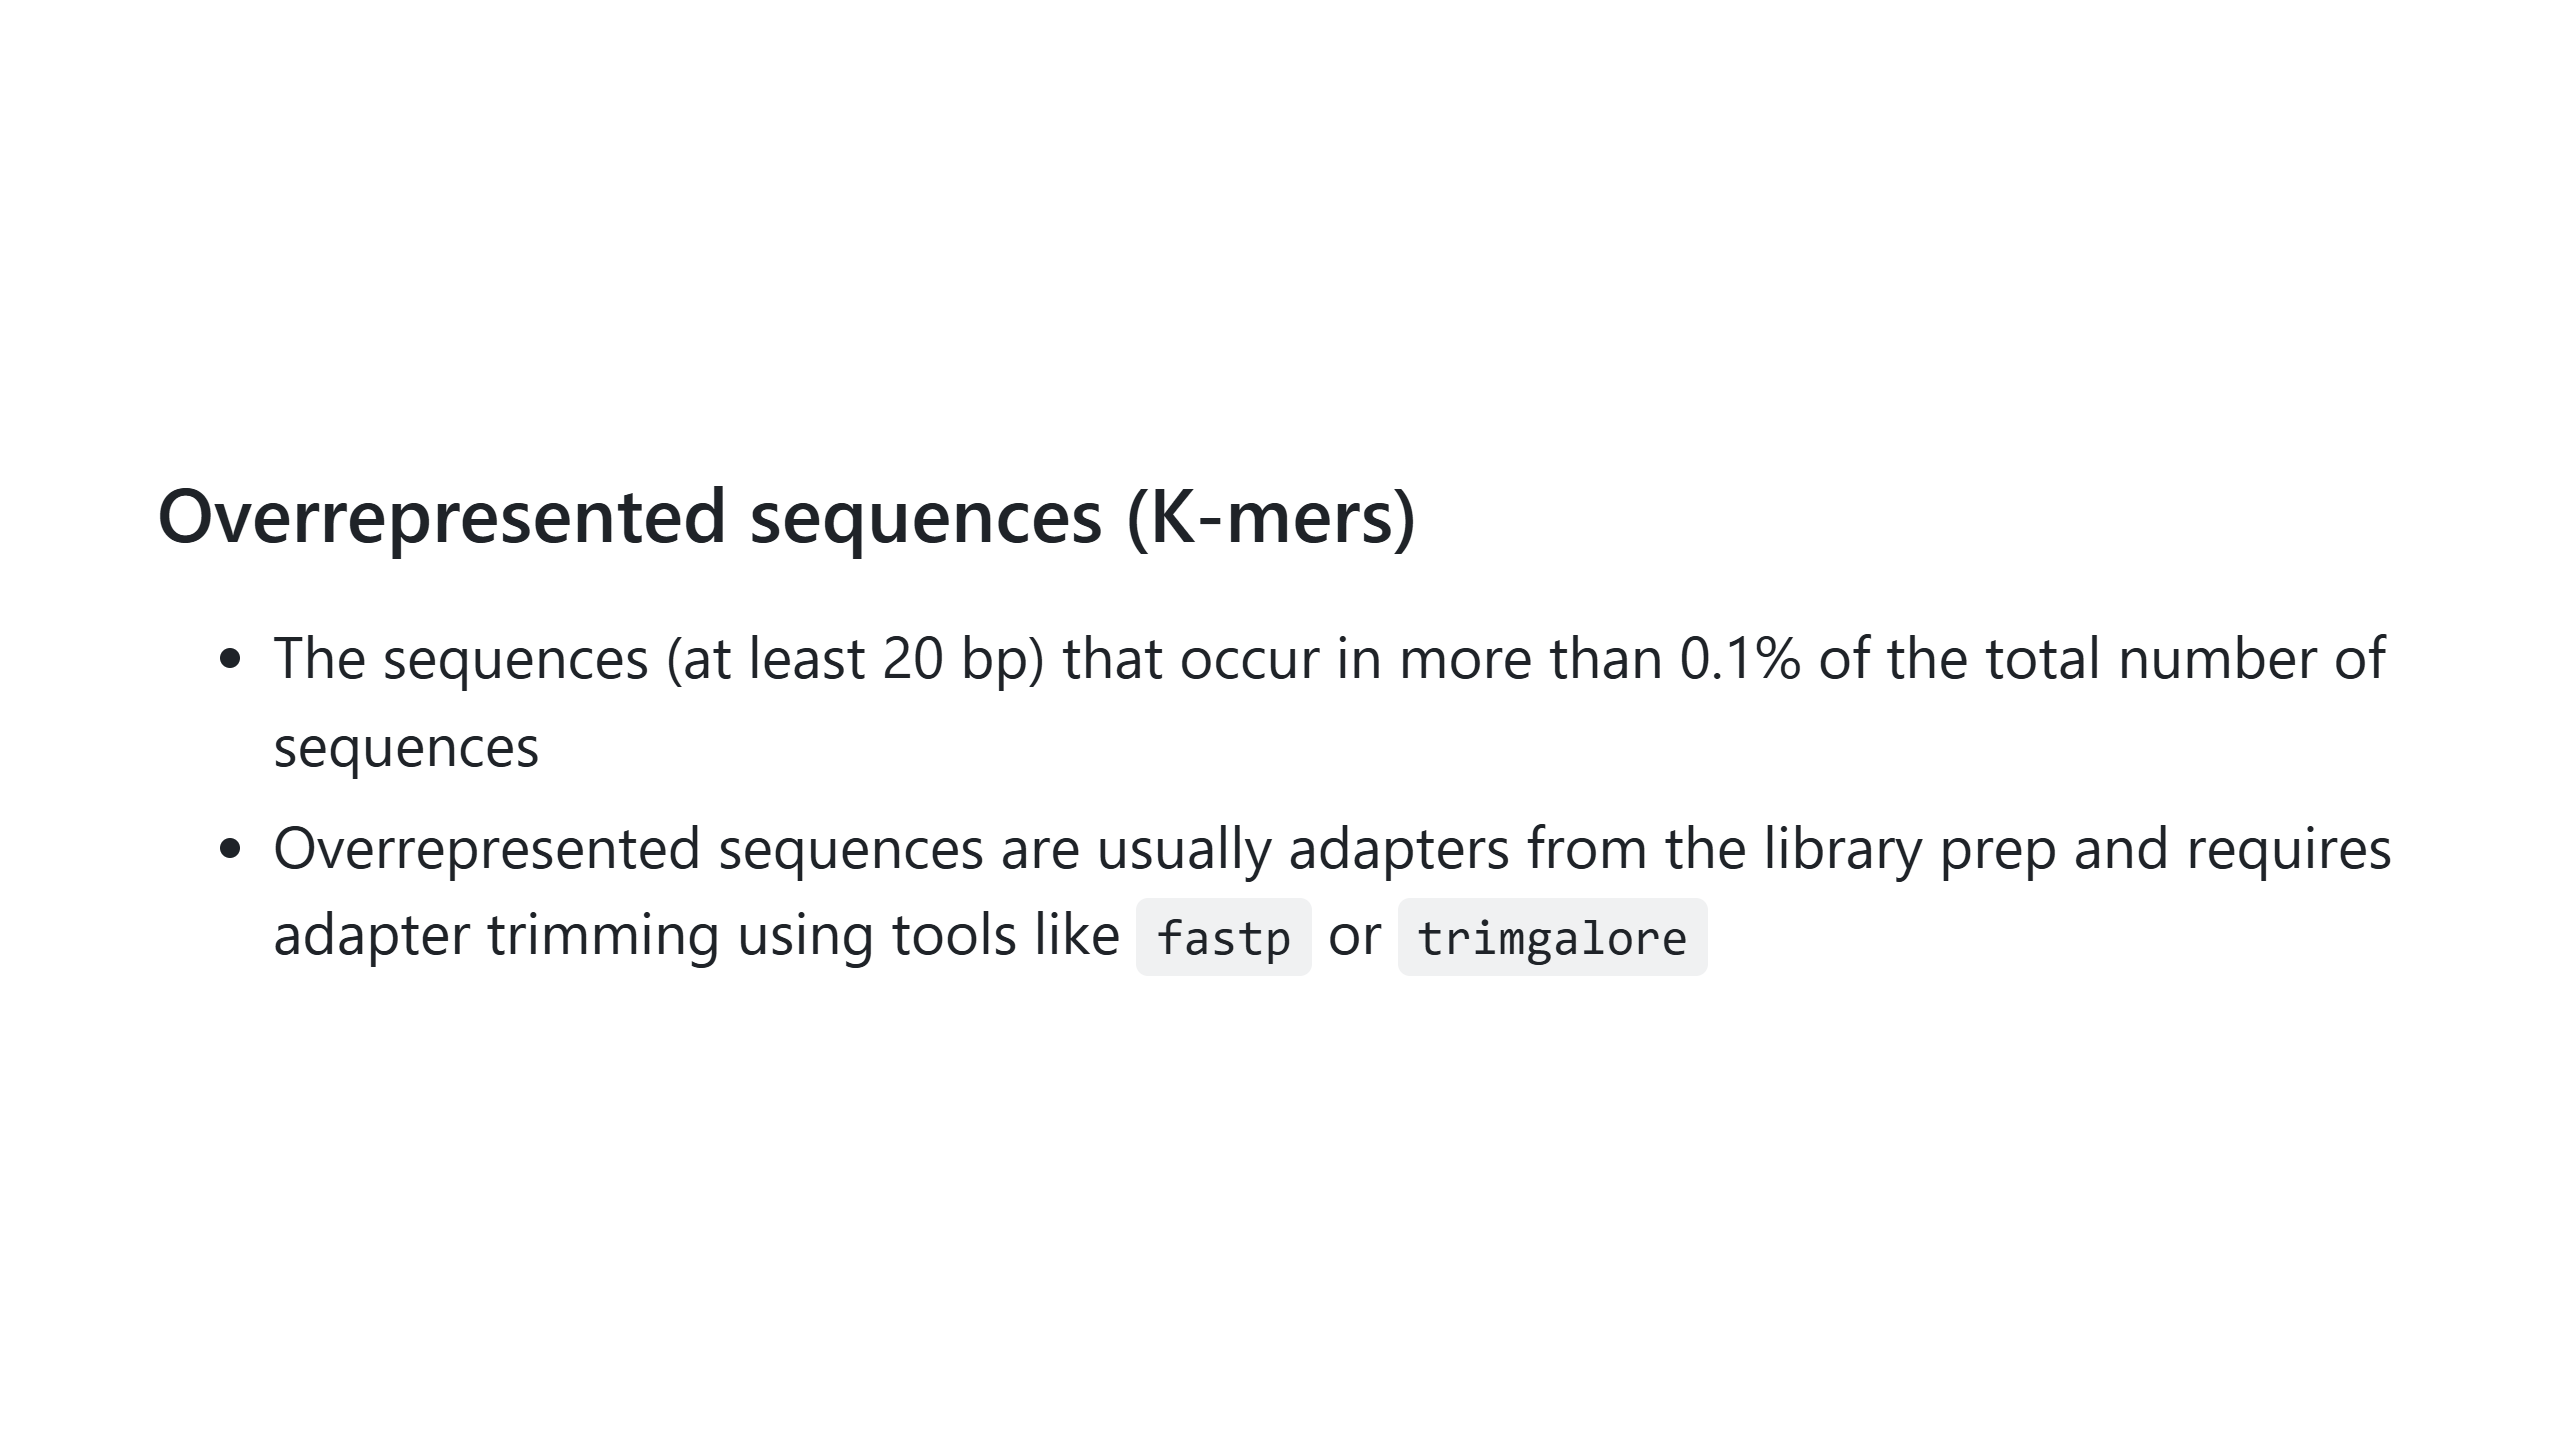 Overrepresented sequences (K-mers)
The sequences (at least 20 bp) that occur in more than 0.1% of the total number of
sequences
Overrepresented sequences are usually adapters from the library prep and requires
adapter trimming using tools like fastp or trimgalore